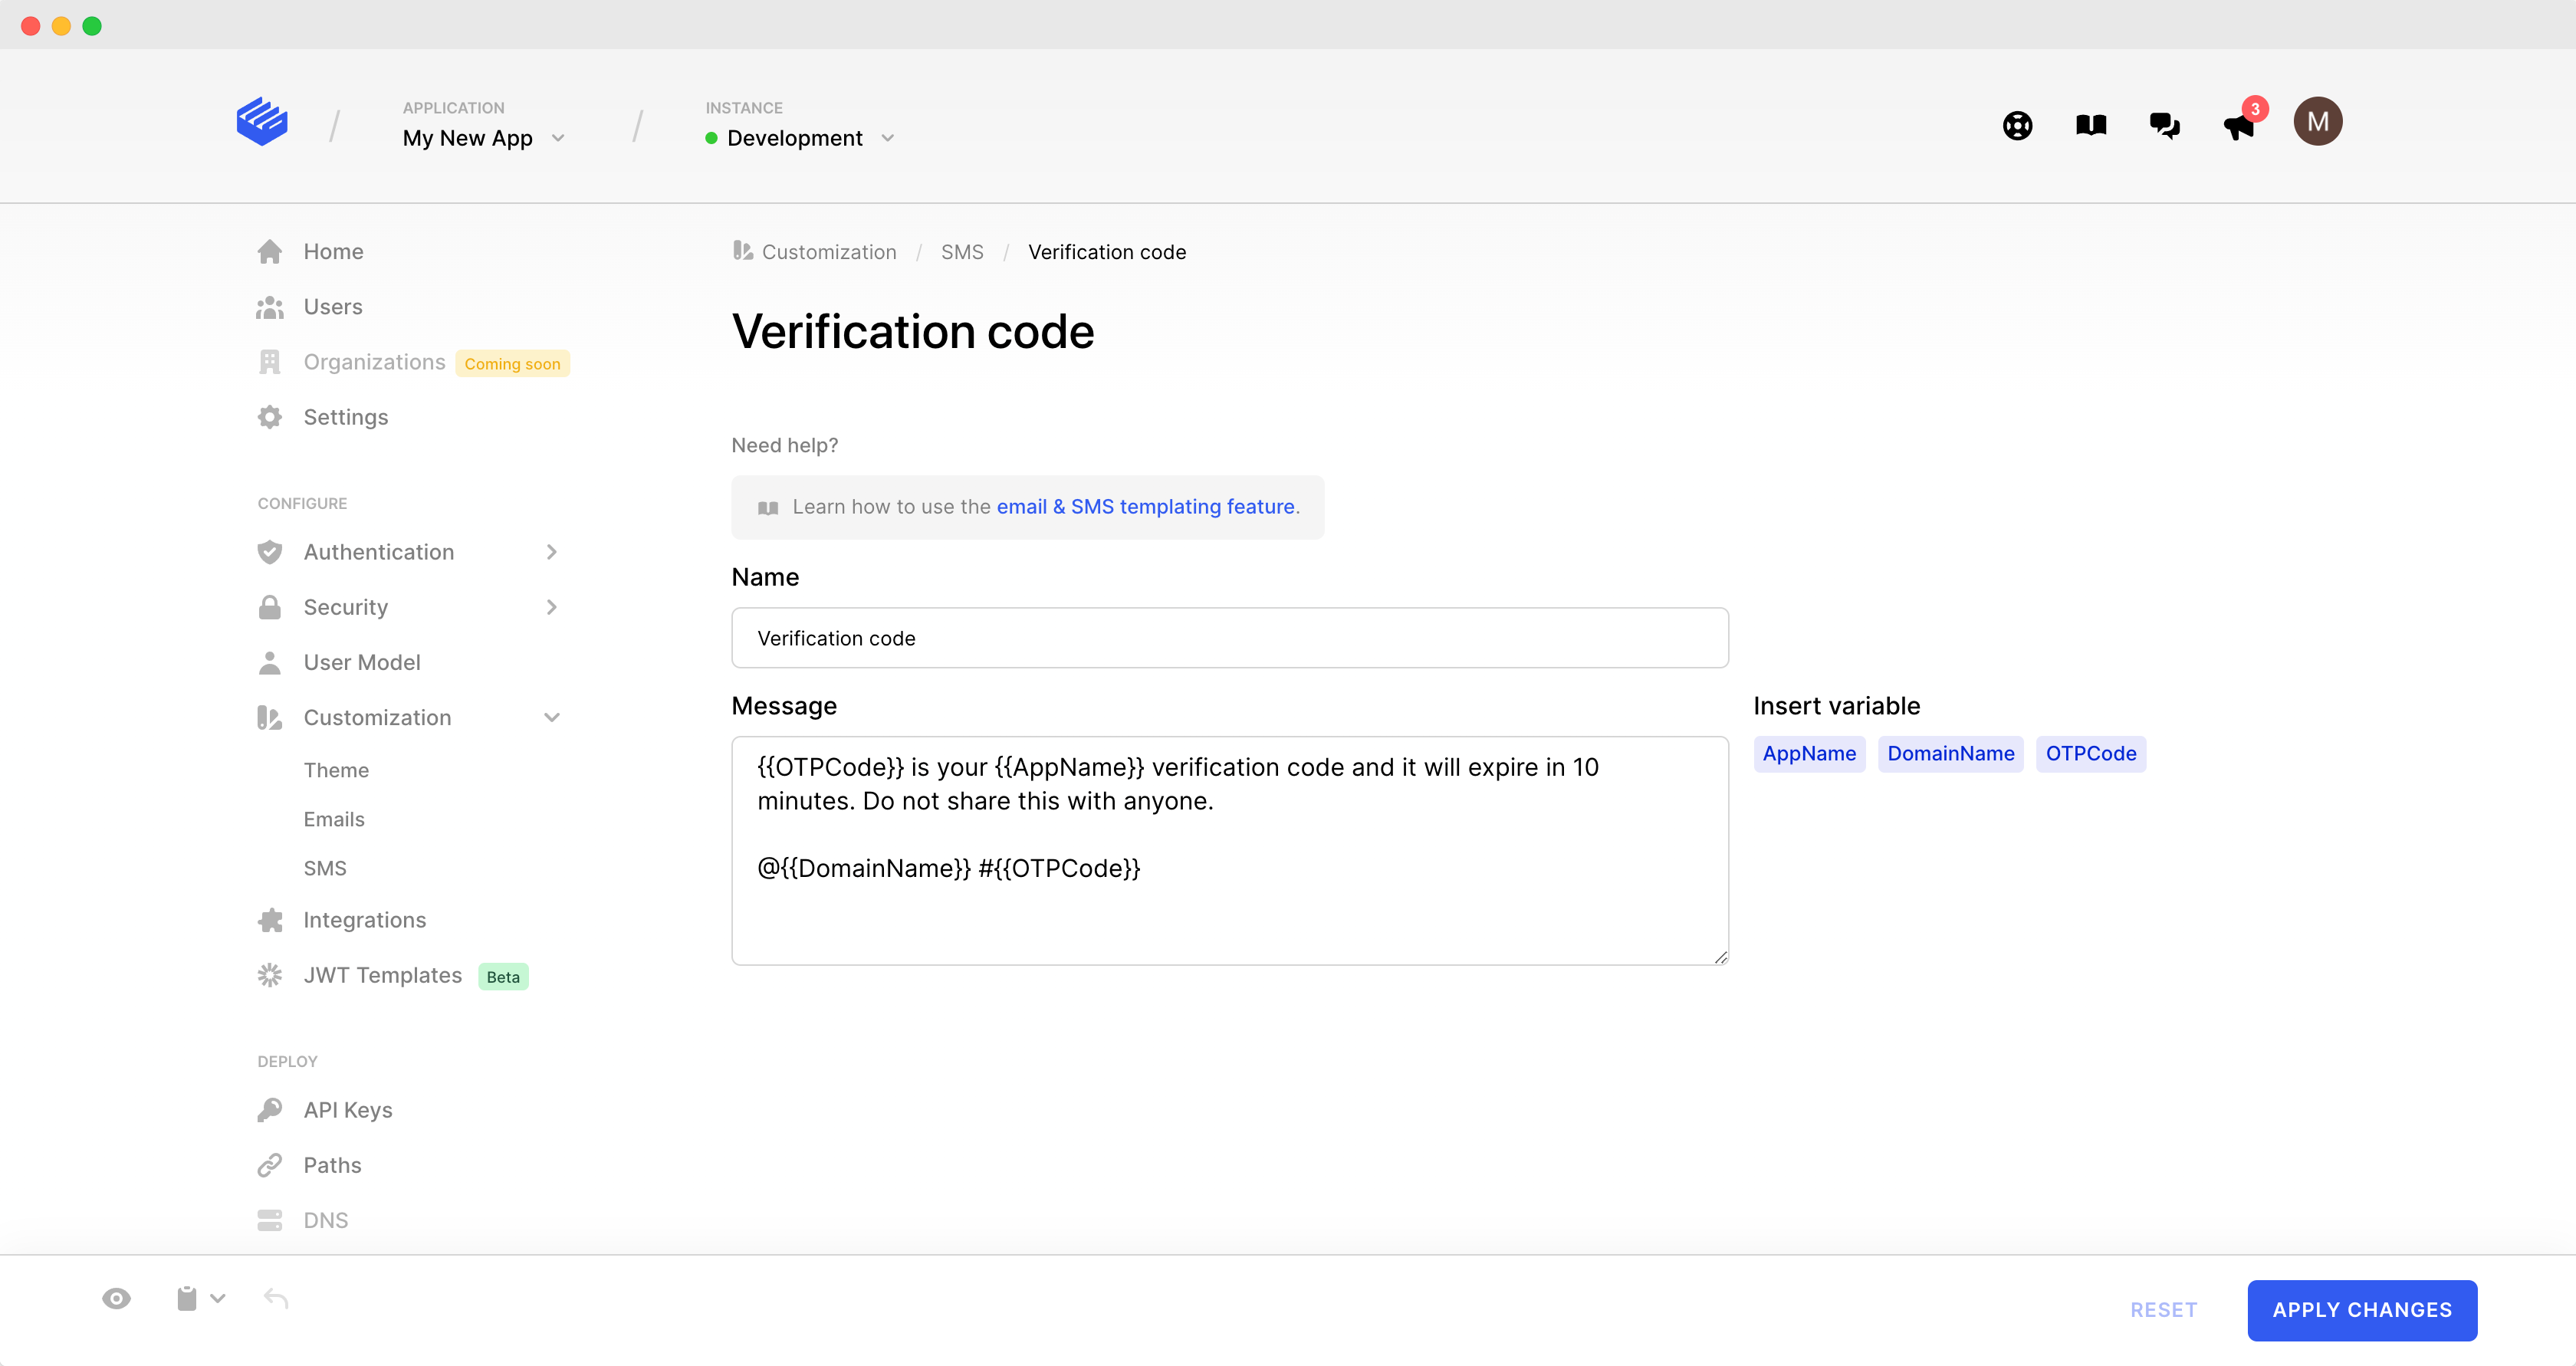 APPLICATION
My New App
INSTANCE
Development
3
M
Home
Users
Organizations Coming soon
Settings
CONFIGURE
Authentication
Security
User Model
Customization
Theme
Emails
SMS
Integrations
JWT Templates Beta
DEPLOY
API Keys
Paths
DNS
Customization / SMS / Verification code
Verification code
Need help?
Learn how to use the email & SMS templating feature.
Name
Verification code
Message
{{OTPCode}} is your {{AppName}} verification code and it will expire in 10
minutes. Do not share this with anyone.
@{{DomainName}} #{{OTPCode}}
Insert variable
AppName DomainName OTPCode
RESET
APPLY CHANGES